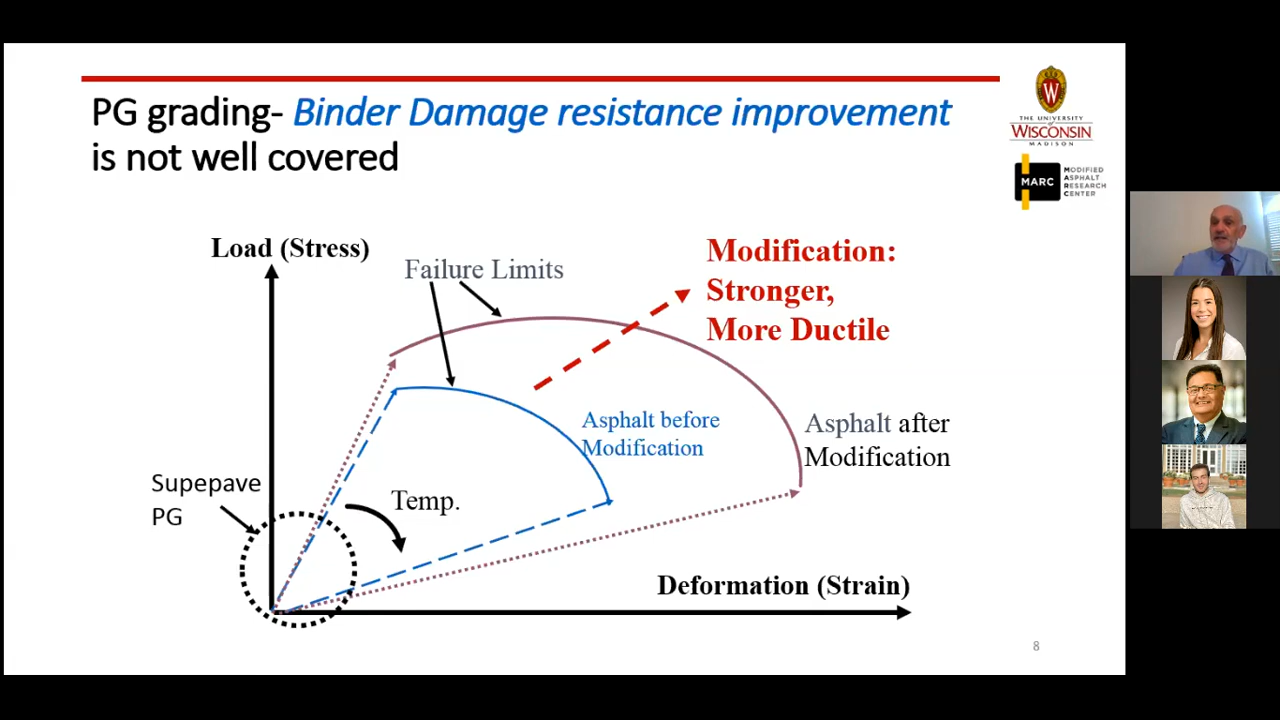 PG grading- Binder Damage resistance improvement
is not well covered
THE UNIVERSITY
of
WISCONSIN
MADISON
MARC
MODIFIED
ASPHALT
RESEARCH
CENTER
Load (Stress)
Failure Limits
Modification:
Stronger,
More Ductile
Asphalt before
Modification
Asphalt after
Modification
Supepave
PG
Temp.
Deformation (Strain)
8